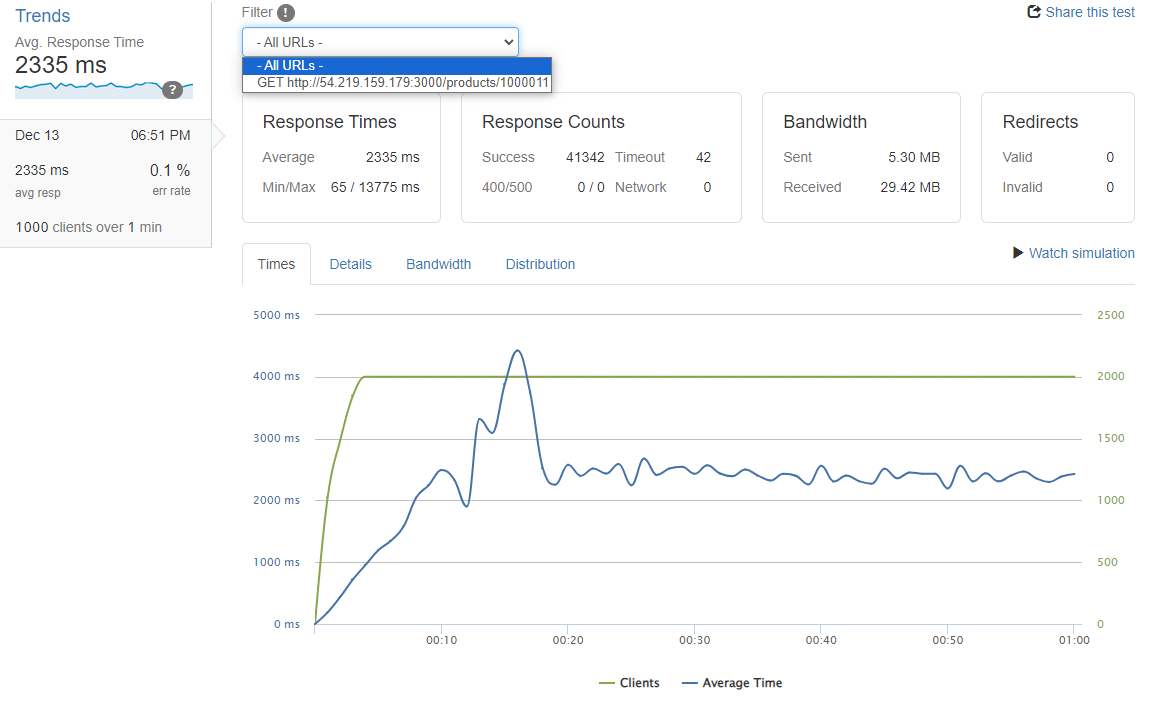 Trends
Avg. Response Time
2335 ms
?
Dec 13 06:51 PM
2335 ms 0.1 %
avg resp err rate
1000 clients over 1 min
Filter !
Share this test
- All URLs -
- All URLs -
GET http://54.219.159.179:3000/products/1000011
Response Times
Average 2335 ms
Min/Max 65 / 13775 ms
Response Counts
Success 41342 Timeout 42
400/500 0 / 0 Network 0
Bandwidth
Sent 5.30 MB
Received 29.42 MB
Redirects
Valid 0
Invalid 0
Times Details Bandwidth Distribution
Watch simulation
5000 ms 2500
4000 ms 2000
3000 ms 1500
2000 ms 1000
1000 ms 500
0 ms 0
00:10 00:20 00:30 00:40 00:50 01:00
Clients Average Time